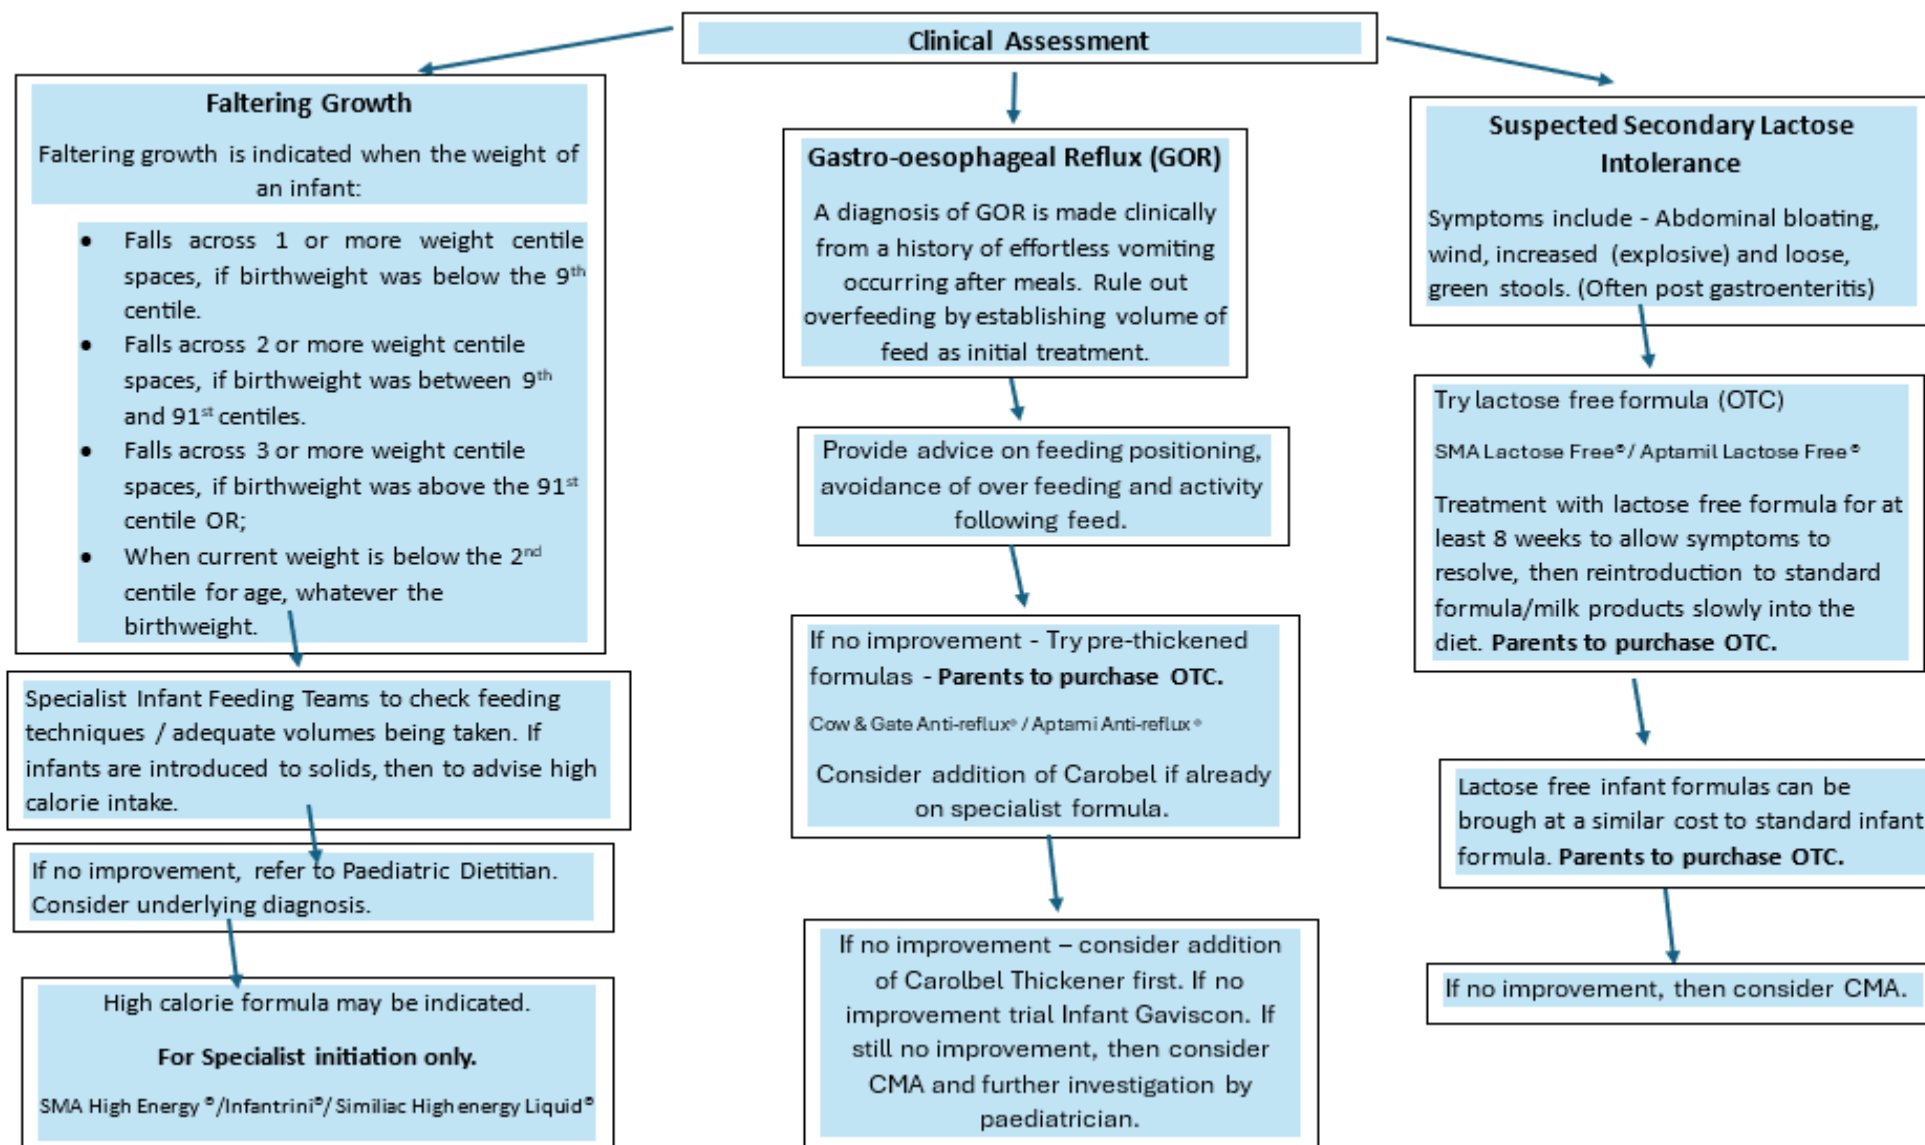 Clinical Assessment
Faltering Growth
Faltering growth is indicated when the weight of
an infant:
● Falls across 1 or more weight centile
spaces, if birthweight was below the 9th
centile.
● Falls across 2 or more weight centile
spaces, if birthweight was between 9th
and 91st centiles.
● Falls across 3 or more weight centile
spaces, if birthweight was above the 91st
centile OR;
● When current weight is below the 2nd
centile for age, whatever the
birthweight.
Specialist Infant Feeding Teams to check feeding
techniques / adequate volumes being taken. If
infants are introduced to solids, then to advise high
calorie intake.
If no improvement, refer to Paediatric Dietitian.
Consider underlying diagnosis.
High calorie formula may be indicated.
For Specialist initiation only.
SMA High Energy ®/Infantrini®/ Similiac High energy Liquid®
Gastro-oesophageal Reflux (GOR)
A diagnosis of GOR is made clinically
from a history of effortless vomiting
occurring after meals. Rule out
overfeeding by establishing volume of
feed as initial treatment.
Provide advice on feeding positioning,
avoidance of over feeding and activity
following feed.
If no improvement - Try pre-thickened
formulas - Parents to purchase OTC.
Cow & Gate Anti-reflux® / Aptami Anti-reflux ®
Consider addition of Carobel if already
on specialist formula.
If no improvement – consider addition
of Carolbel Thickener first. If no
improvement trial Infant Gaviscon. If
still no improvement, then consider
CMA and further investigation by
paediatrician.
Suspected Secondary Lactose
Intolerance
Symptoms include - Abdominal bloating,
wind, increased (explosive) and loose,
green stools. (Often post gastroenteritis)
Try lactose free formula (OTC)
SMA Lactose Free®/ Aptamil Lactose Free®
Treatment with lactose free formula for at
least 8 weeks to allow symptoms to
resolve, then reintroduction to standard
formula/milk products slowly into the
diet. Parents to purchase OTC.
Lactose free infant formulas can be
brough at a similar cost to standard infant
formula. Parents to purchase OTC.
If no improvement, then consider CMA.